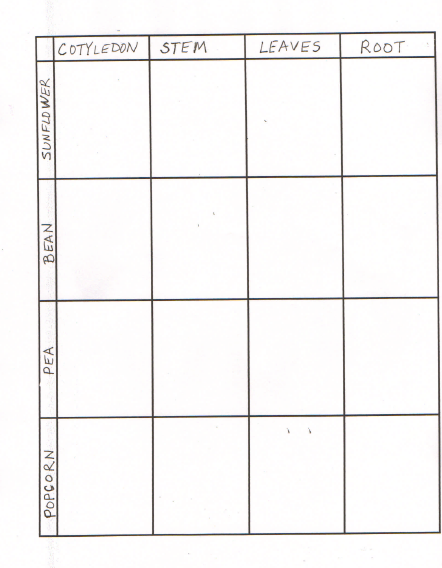 COTYLEDON STEM LEAVES ROOT
SUNFLOWER
BEAN
PEA
POPCORN